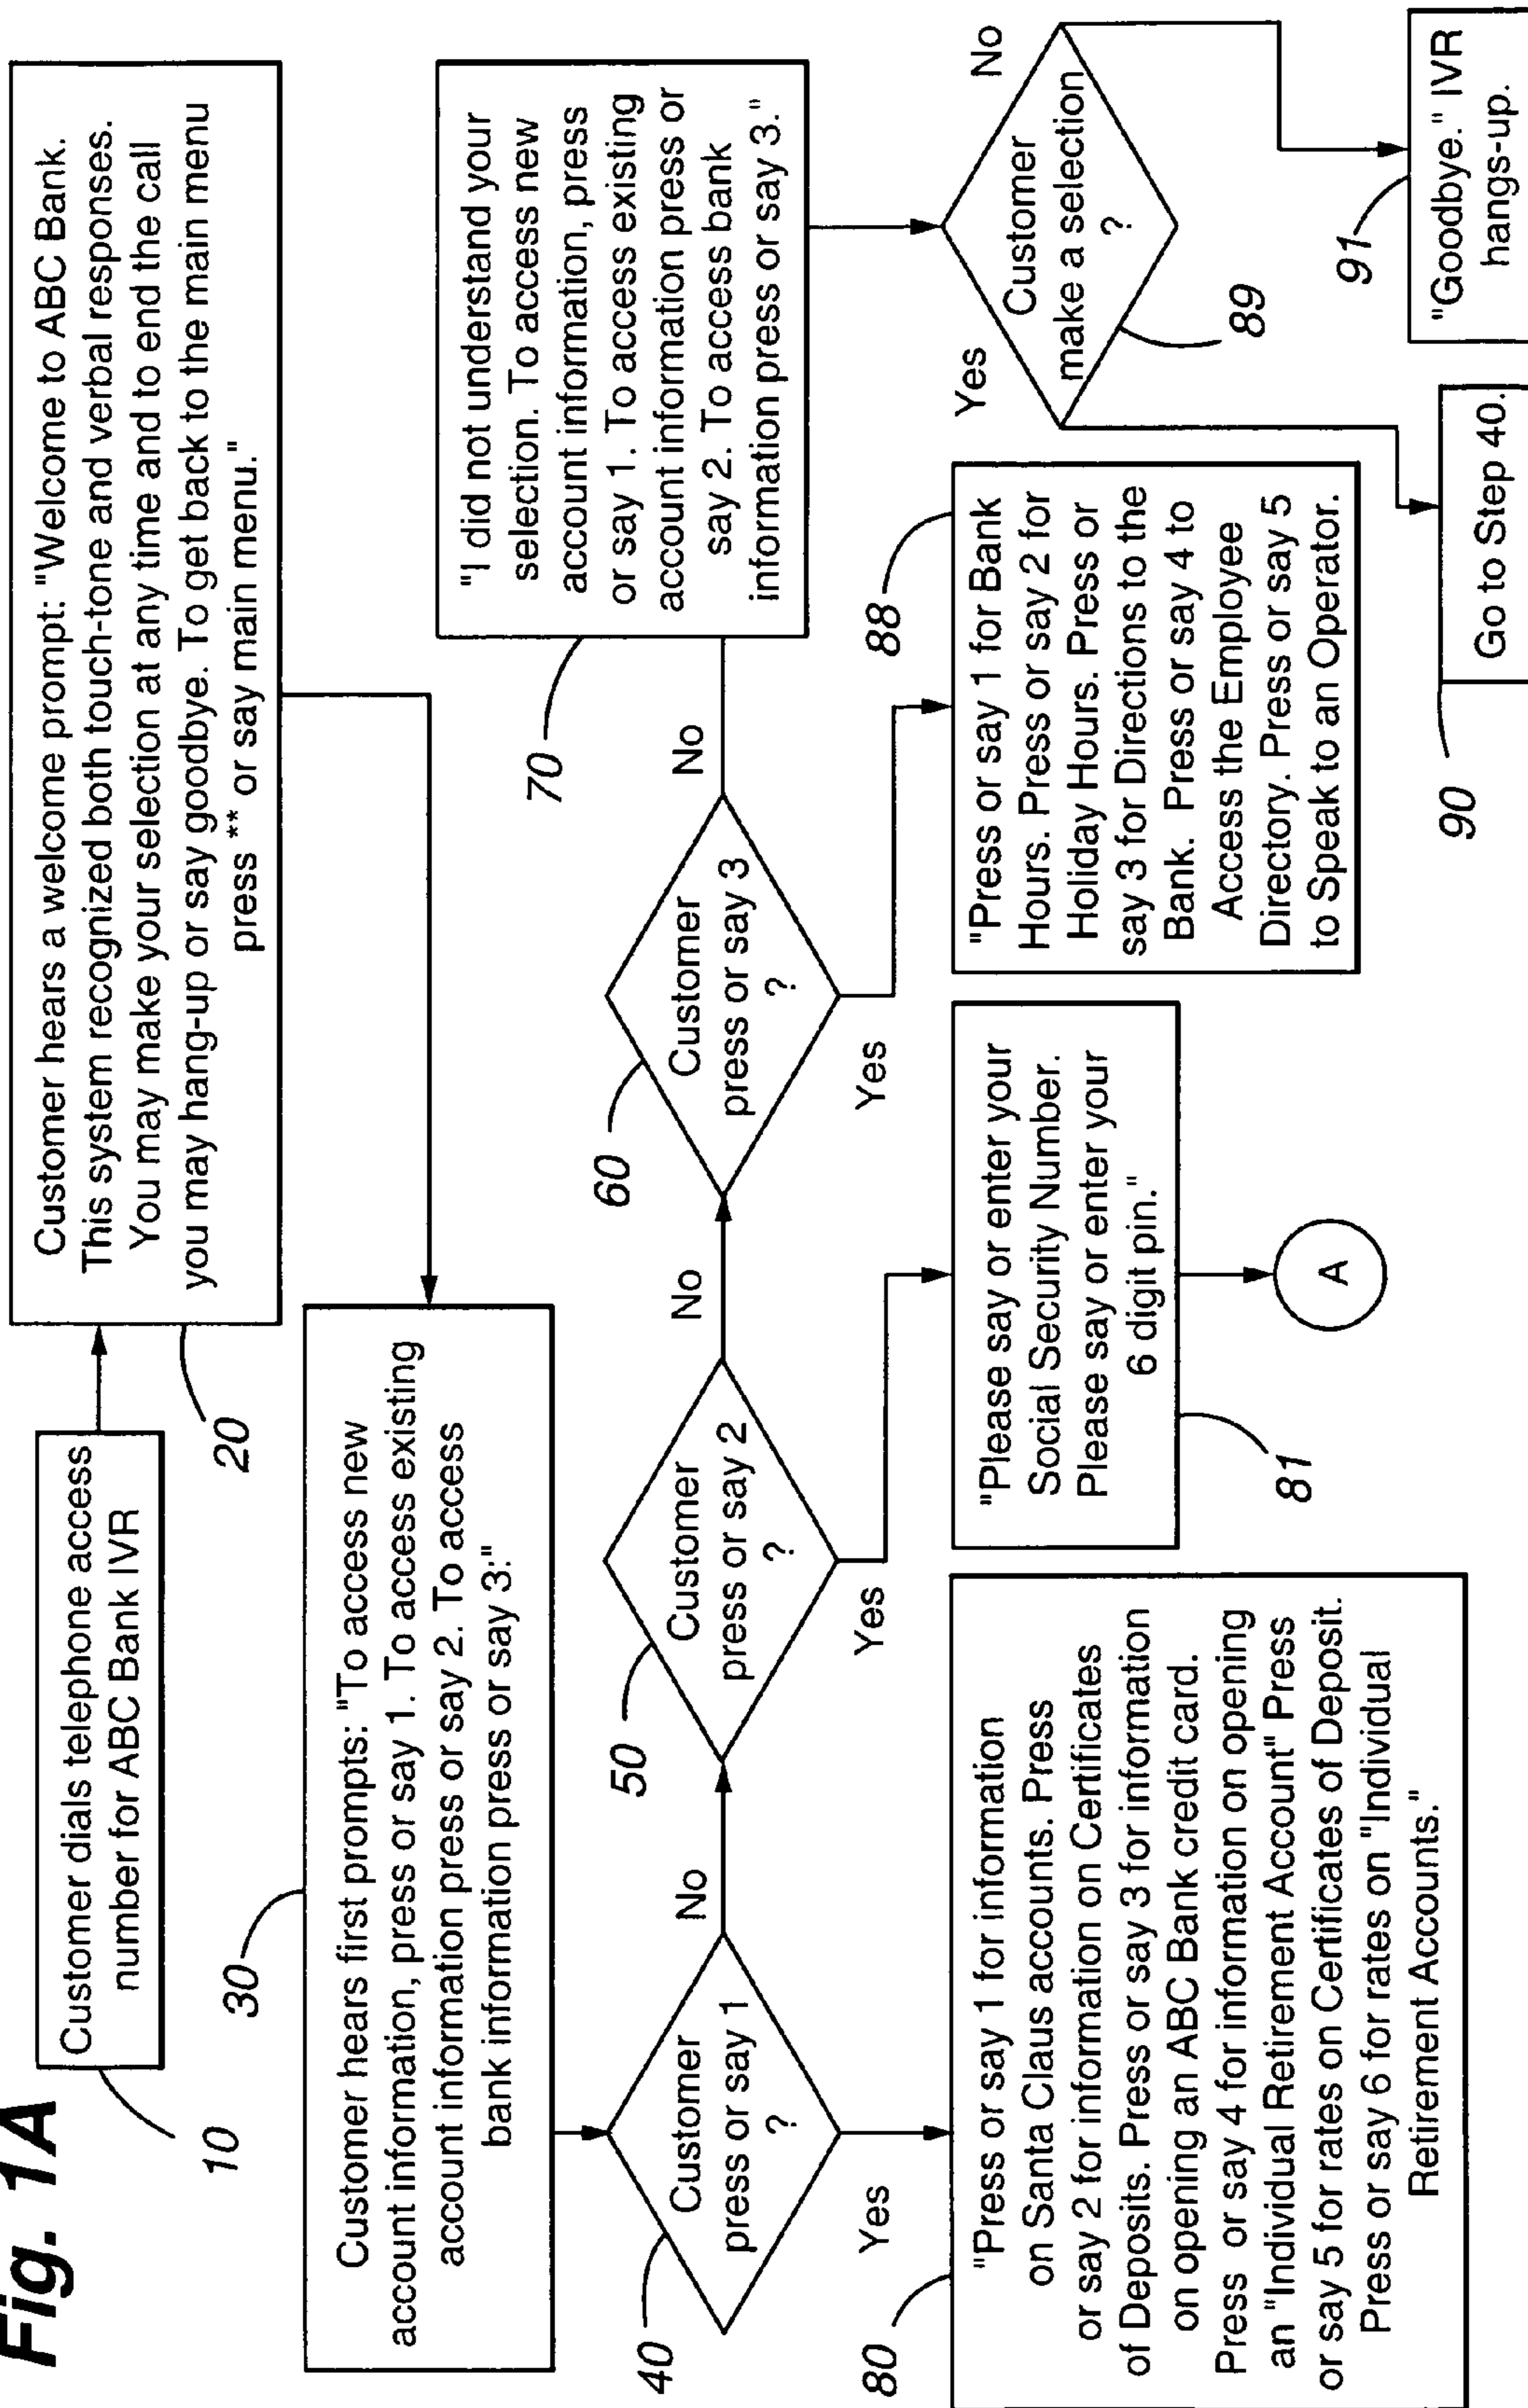 Fig. 1A
10
Customer dials telephone access
number for ABC Bank IVR
20
Customer hears a welcome prompt: "Welcome to ABC Bank.
This system recognized both touch-tone and verbal responses.
You may make your selection at any time and to end the call
you may hang-up or say goodbye. To get back to the main menu
press ** or say main menu."
30
Customer hears first prompts: "To access new
account information, press or say 1. To access existing
account information press or say 2. To access
bank information press or say 3:"
40
Customer
press or say 1
?
No
Yes
50
Customer
press or say 2
?
No
Yes
60
Customer
press or say 3
?
No
Yes
70
"I did not understand your
selection. To access new
account information, press
or say 1. To access existing
account information press or
say 2. To access bank
information press or say 3."
80
"Press or say 1 for information
on Santa Claus accounts. Press
or say 2 for information on Certificates
of Deposits. Press or say 3 for information
on opening an ABC Bank credit card.
Press or say 4 for information on opening
an "Individual Retirement Account" Press
or say 5 for rates on Certificates of Deposit.
Press or say 6 for rates on "Individual
Retirement Accounts."
81
"Please say or enter your
Social Security Number.
Please say or enter your
6 digit pin."
A
88
"Press or say 1 for Bank
Hours. Press or say 2 for
Holiday Hours. Press or
say 3 for Directions to the
Bank. Press or say 4 to
Access the Employee
Directory. Press or say 5
to Speak to an Operator.
89
Customer
make a selection
?
Yes
No
90
Go to Step 40.
91
"Goodbye." IVR
hangs-up.